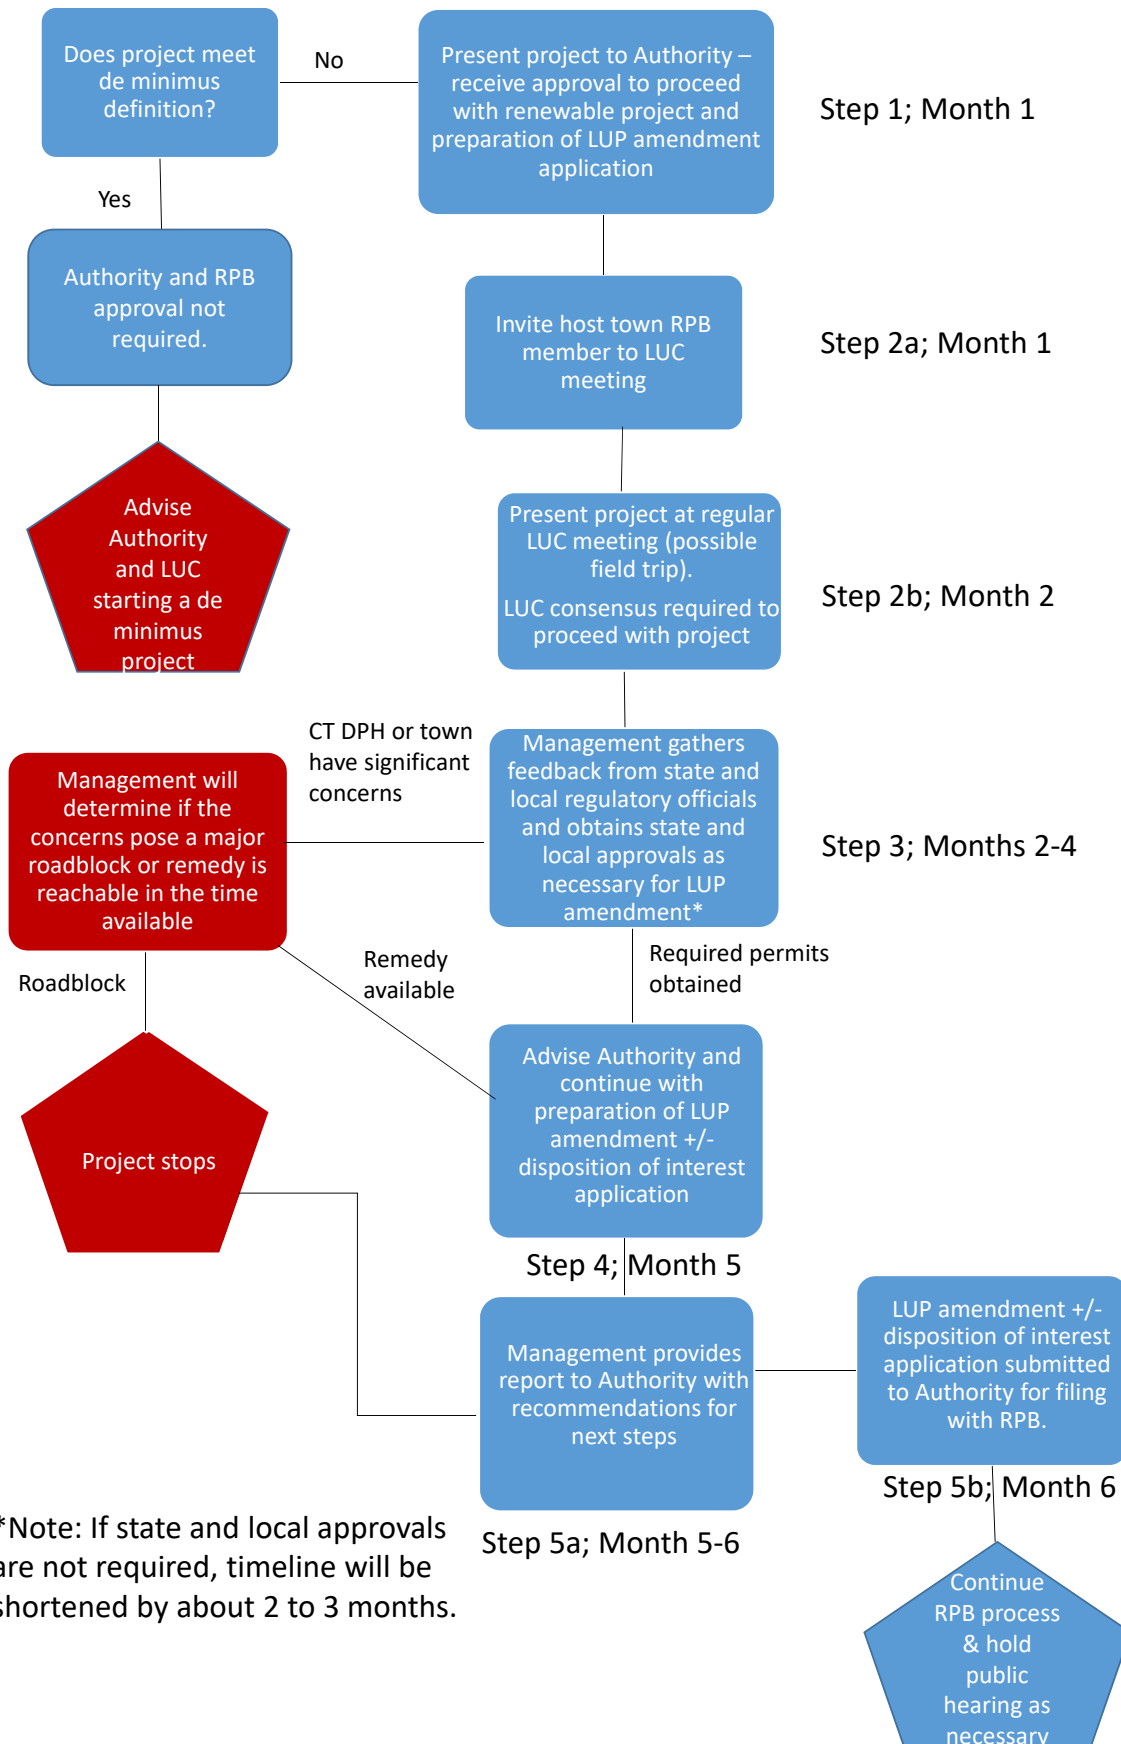 Does project meet
de minimus
definition?
No
Present project to Authority –
receive approval to proceed
with renewable project and
preparation of LUP amendment
application
Step 1; Month 1
Yes
Authority and RPB
approval not
required.
Invite host town RPB
member to LUC
meeting
Step 2a; Month 1
Advise
Authority
and LUC
starting a de
minimus
project
Present project at regular
LUC meeting (possible
field trip).
LUC consensus required to
proceed with project
Step 2b; Month 2
CT DPH or town
have significant
concerns
Management will
determine if the
concerns pose a major
roadblock or remedy is
reachable in the time
available
Management gathers
feedback from state and
local regulatory officials
and obtains state and
local approvals as
necessary for LUP
amendment*
Step 3; Months 2-4
Roadblock
Remedy
available
Required permits
obtained
Project stops
Advise Authority and
continue with
preparation of LUP
amendment +/-
disposition of interest
application
Step 4; Month 5
Management provides
report to Authority with
recommendations for
next steps
LUP amendment +/-
disposition of interest
application submitted
to Authority for filing
with RPB.
Step 5b; Month 6
Step 5a; Month 5-6
*Note: If state and local approvals
are not required, timeline will be
shortened by about 2 to 3 months.
Continue
RPB process
& hold
public
hearing as
necessary